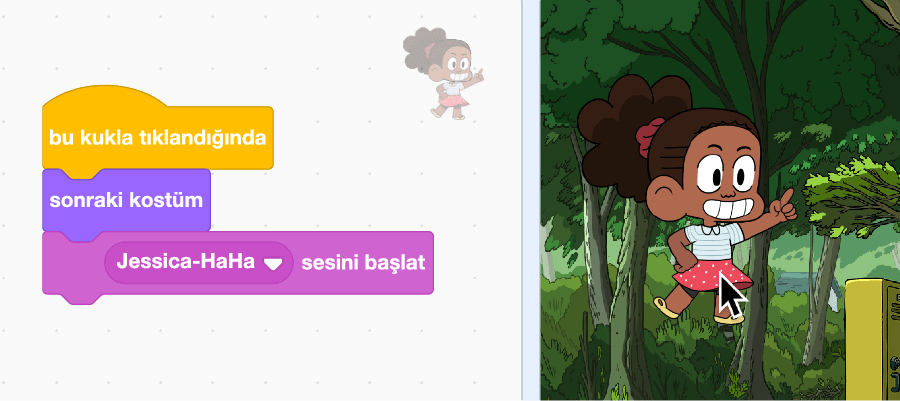 bu kukla tıklandığında
sonraki kostüm
Jessica-HaHa sesini başlat